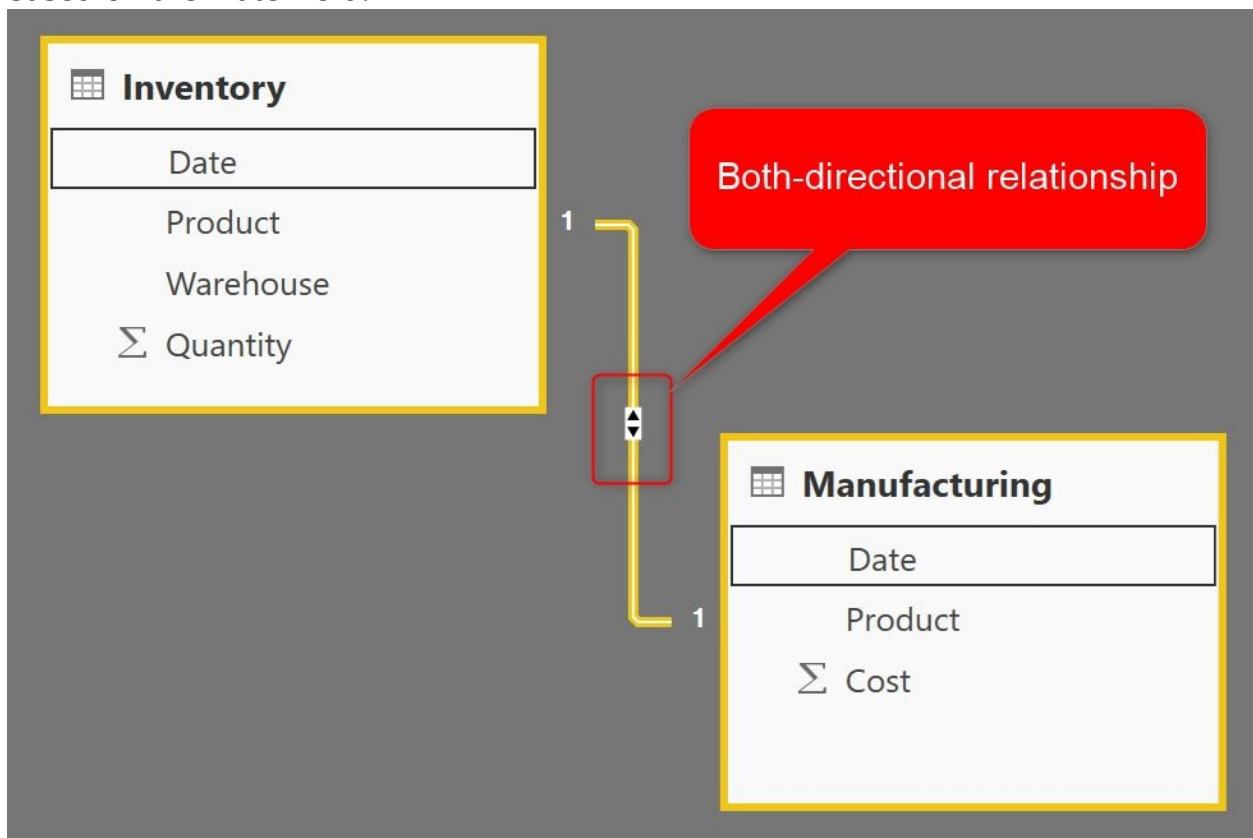 Inventory
Date
Product
Warehouse
Σ Quantity
1
Both-directional relationship
1
Manufacturing
Date
Product
Σ Cost